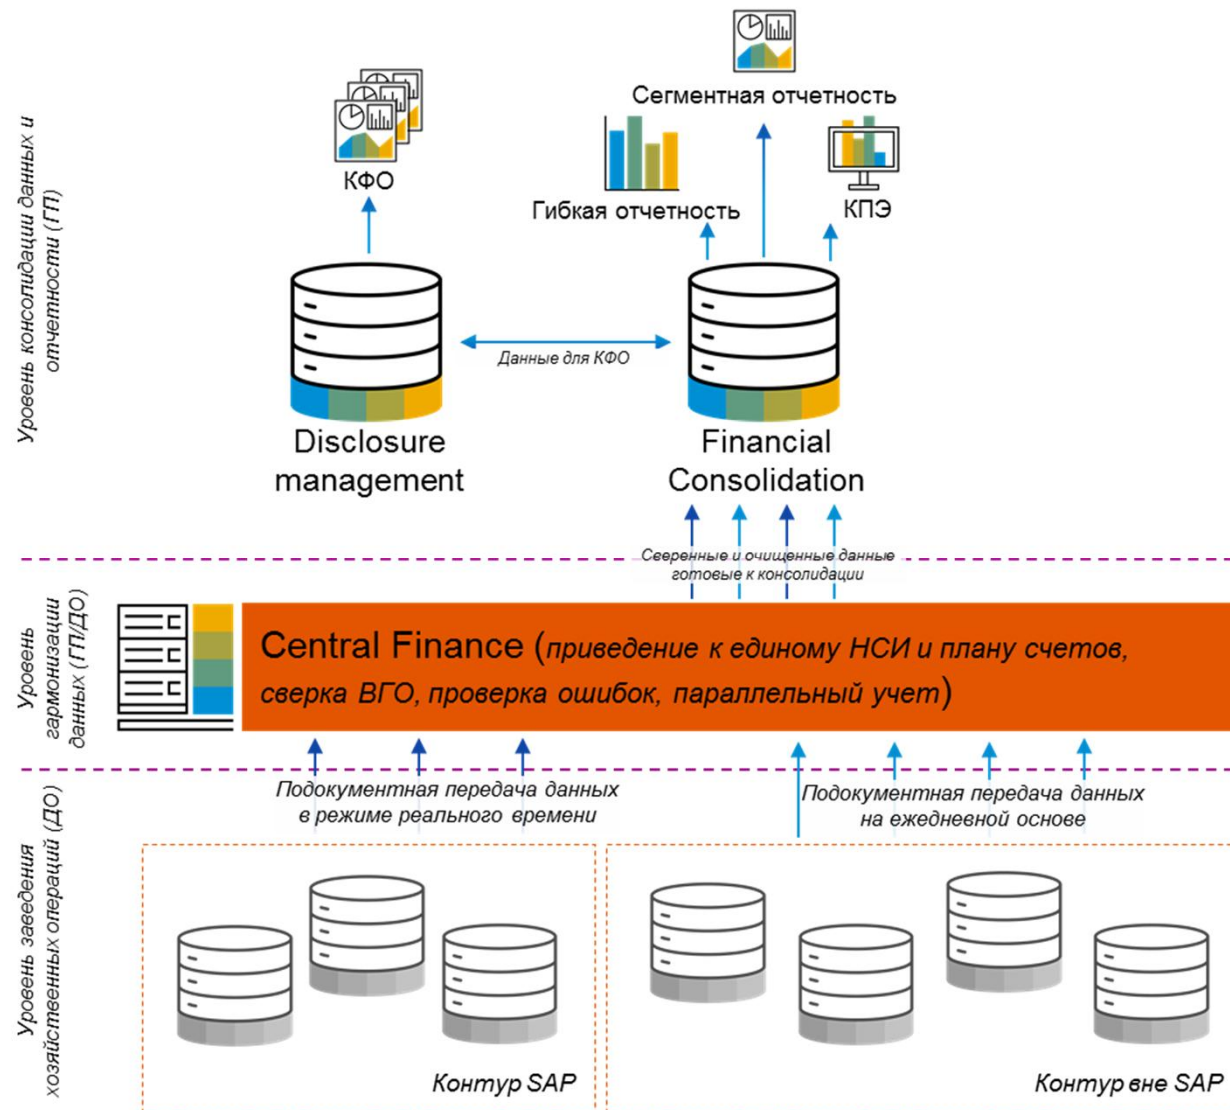 Сегментная отчетность
КФО
Гибкая отчетность
КПЭ
Уровень консолидации данных и
отчетности (ГП)
Данные для КФО
Disclosure
management
Financial
Consolidation
Сверенные и очищенные данные
готовые к консолидации
Уровень
гармонизации
данных (ГП/ДО)
Central Finance (приведение к единому НСИ и плану счетов,
сверка ВГО, проверка ошибок, параллельный учет)
Подокументная передача данных
в режиме реального времени
Подокументная передача данных
на ежедневной основе
Уровень заведения
хозяйственных операций (ДО)
Контур SAP
Контур вне SAP